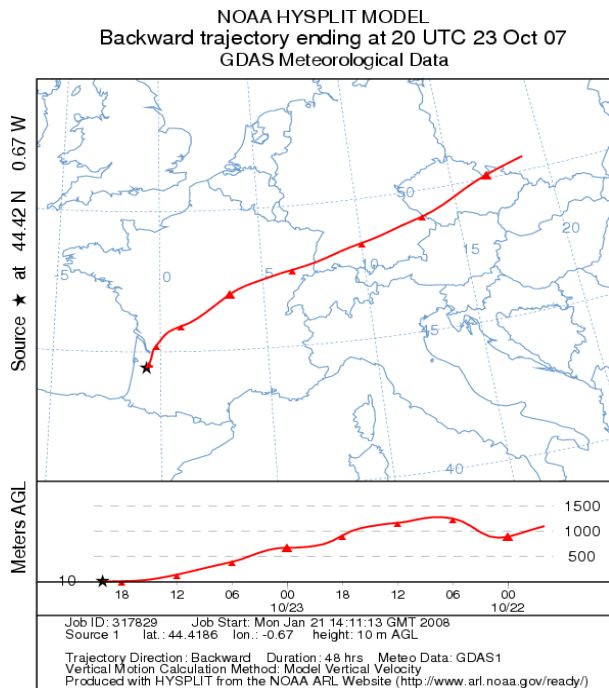 NOAA HYSPLIT MODEL
Backward trajectory ending at 20 UTC 23 Oct 07
GDAS Meteorological Data
Source ★ at 44.42 N 0.67 W
-5
0
5
10
15
20
50
45
40
Meters AGL
1500
1000
500
10
18 12 06 00 18 12 06 00
10/23 10/22
Job ID: 317829 Job Start: Mon Jan 21 14:11:13 GMT 2008
Source 1 lat.: 44.4186 lon.: -0.67 height: 10 m AGL
Trajectory Direction: Backward Duration: 48 hrs Meteo Data: GDAS1
Vertical Motion Calculation Method: Model Vertical Velocity
Produced with HYSPLIT from the NOAA ARL Website (http://www.arl.noaa.gov/ready/)